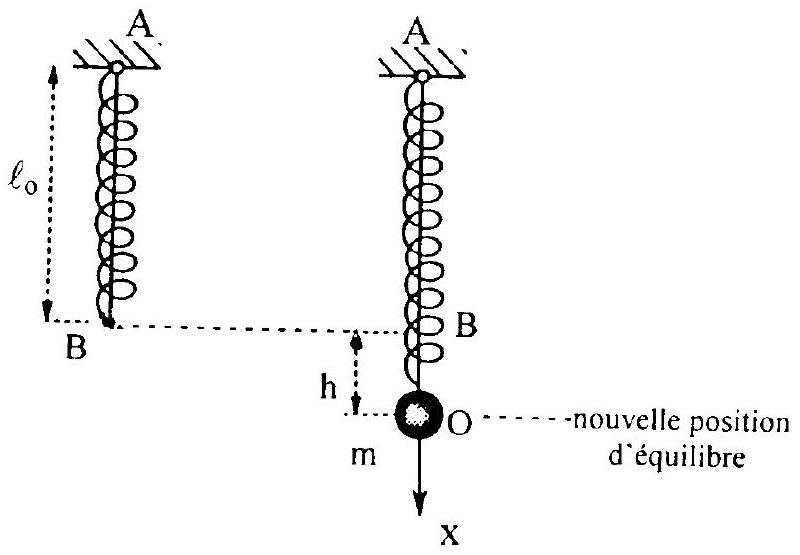 A
A
ℓ₀
B
B
h
O
nouvelle position
d'équilibre
m
x